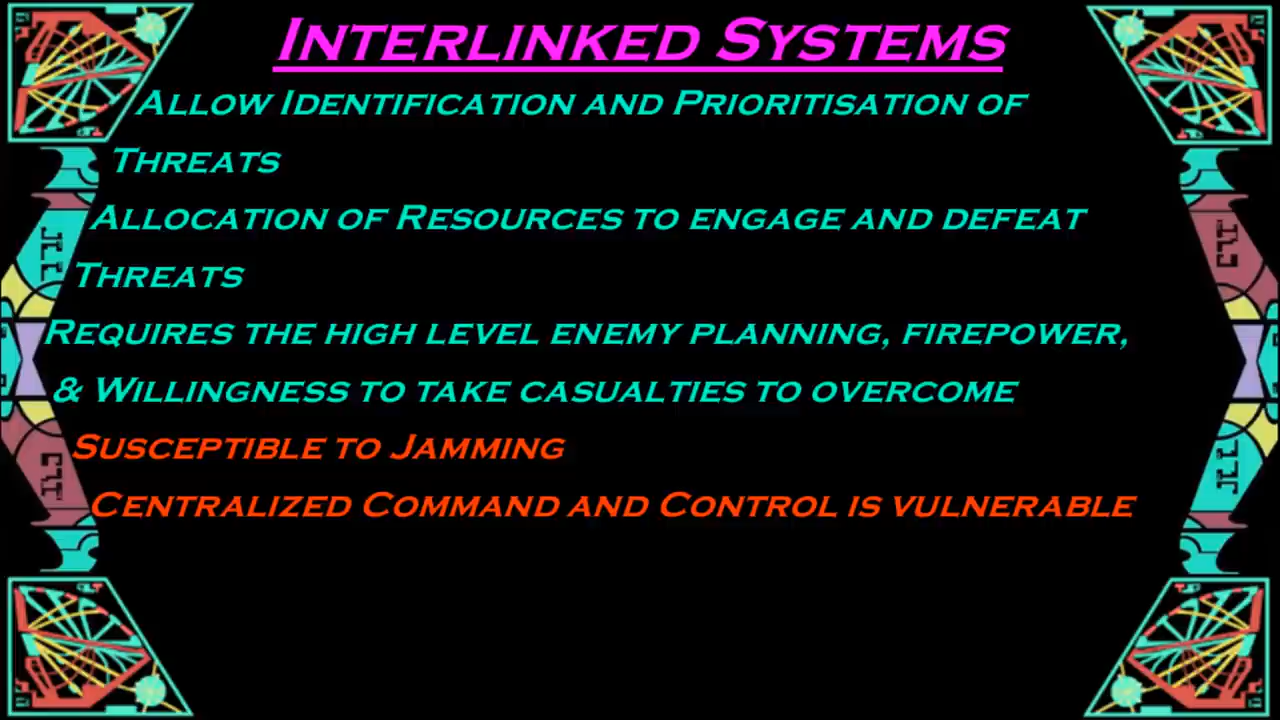 Interlinked Systems
Allow Identification and Prioritisation of
Threats
Allocation of Resources to engage and defeat
Threats
Requires the high level enemy planning, firepower,
& Willingness to take casualties to overcome
Susceptible to Jamming
Centralized Command and Control is vulnerable